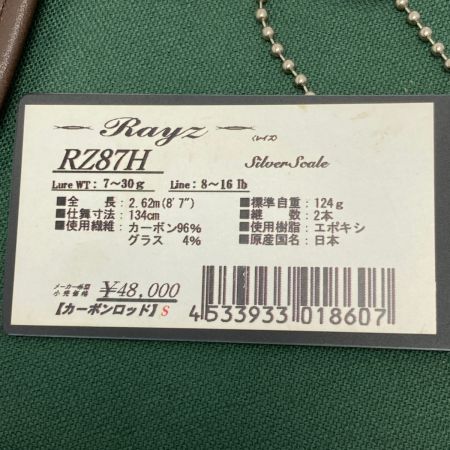 Rayz (レイズ)
RZ87H SilverScale
Lure WT: 7～30g Line: 8～16 lb
■全長：2.62m(8'7") ■標準自重：124g
■仕舞寸法：134cm ■継数：2本
■使用繊維：カーボン96% ■使用樹脂：エポキシ
グラス 4% ■原産国名：日本
メーカー希望
小売価格 ¥48,000
【カーボンロッド】S
4533933 018607